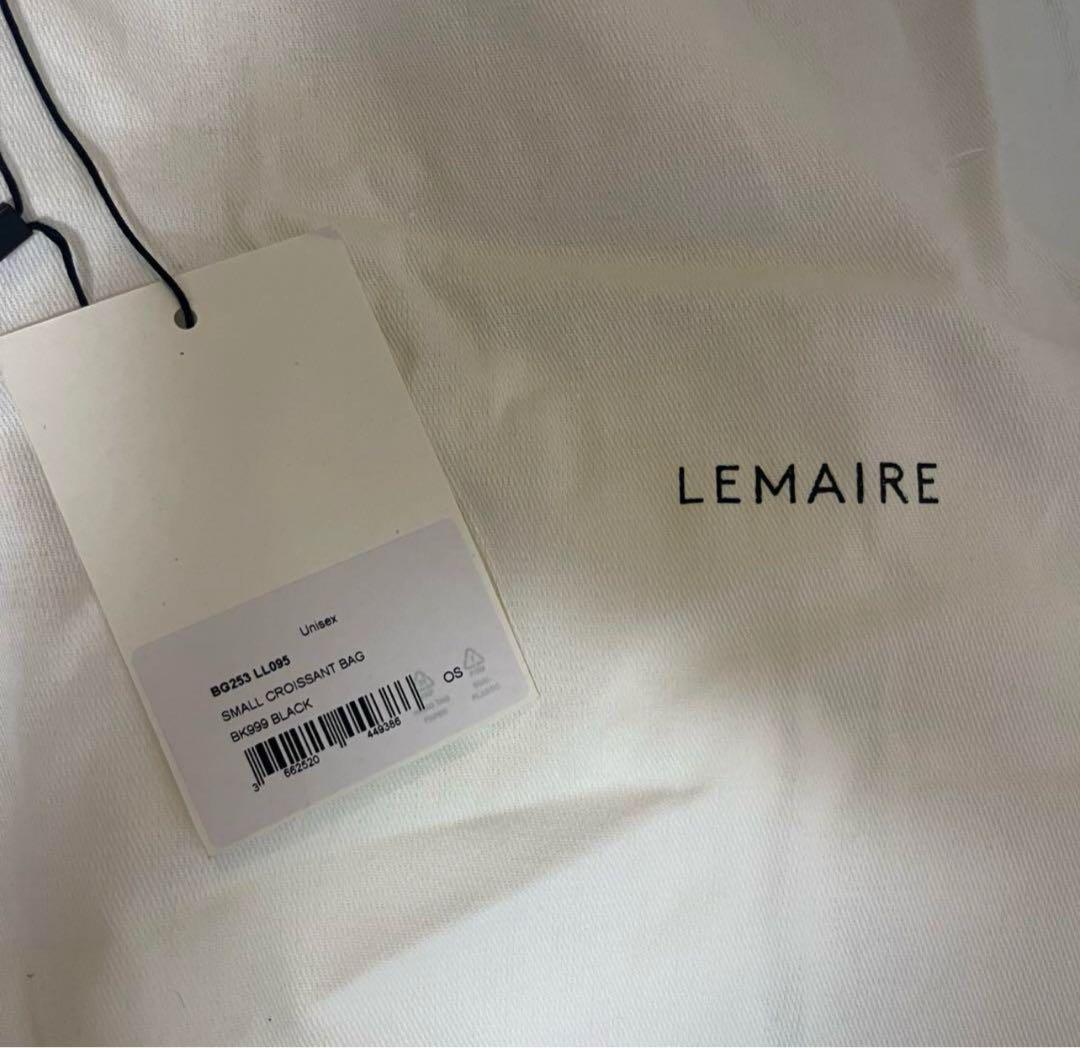 LEMAIRE
Unisex
BG253 LL095
SMALL CROISSANT BAG
BK999 BLACK
OS
3 662520 449386